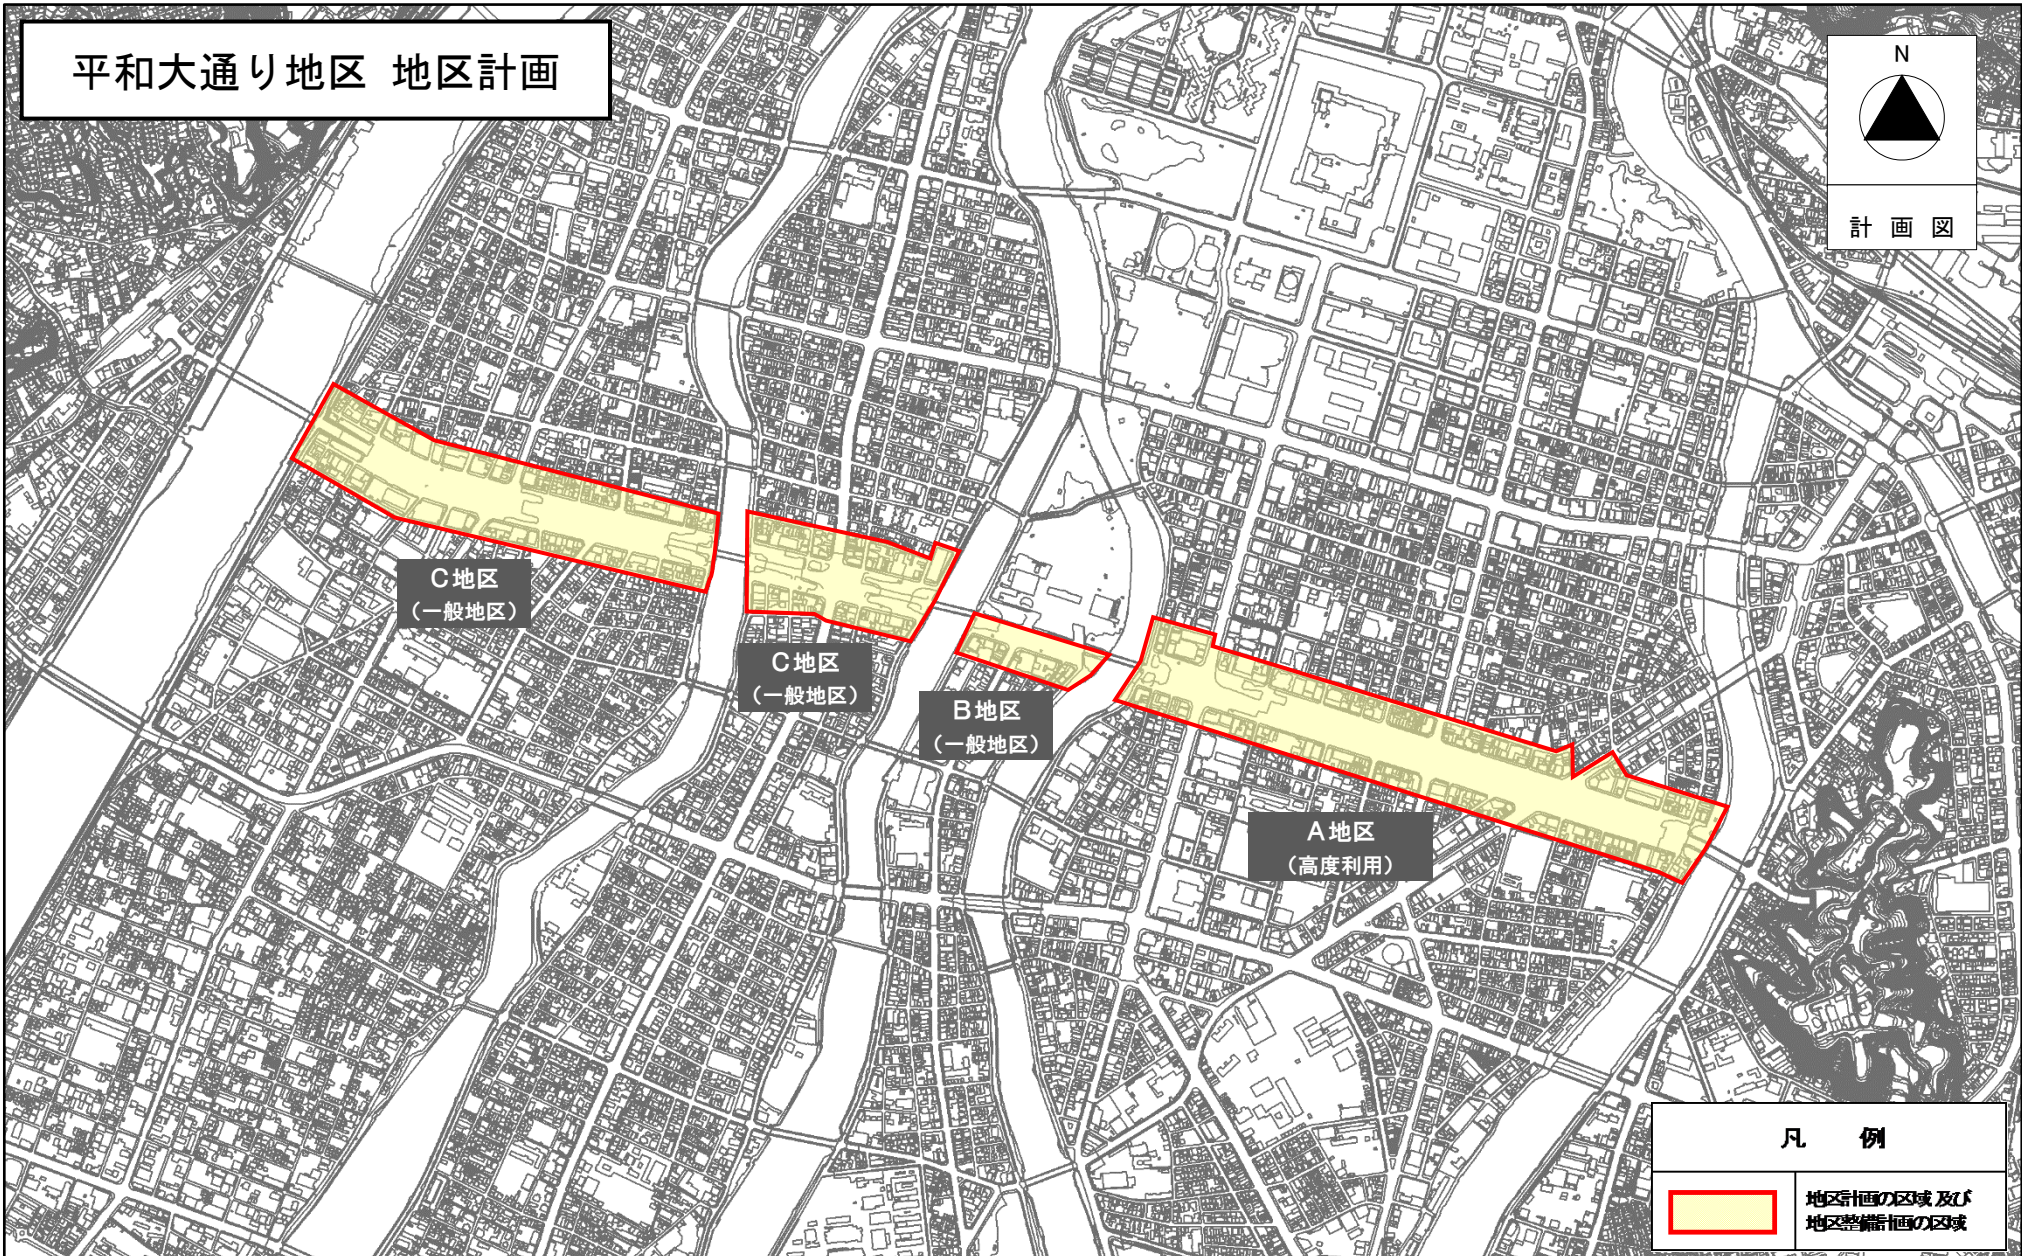 平和大通り地区 地区計画
N
計画図
C地区
（一般地区）
C地区
（一般地区）
B地区
（一般地区）
A地区
（高度利用）
凡 例
地区計画の区域及び
地区整備計画の区域